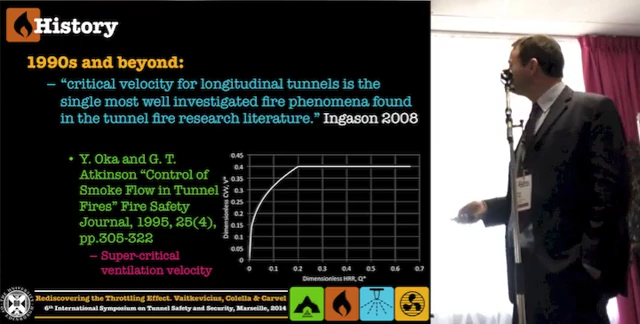 History
1990s and beyond:
– “critical velocity for longitudinal tunnels is the
single most well investigated fire phenomena found
in the tunnel fire research literature.” Ingason 2008
• Y. Oka and G. T.
Atkinson “Control of
Smoke Flow in Tunnel
Fires” Fire Safety
Journal, 1995, 25(4),
pp.305-322
– Super-critical
ventilation velocity
Dimensionless CVV, V*
0.45
0.4
0.35
0.3
0.25
0.2
0.15
0.1
0.05
0
0 0.1 0.2 0.3 0.4 0.5 0.6 0.7
Dimensionless HRR, Q*
Rediscovering the Throttling Effect. Vaitkevicius, Colella & Carvel
6th International Symposium on Tunnel Safety and Security, Marseille, 2014